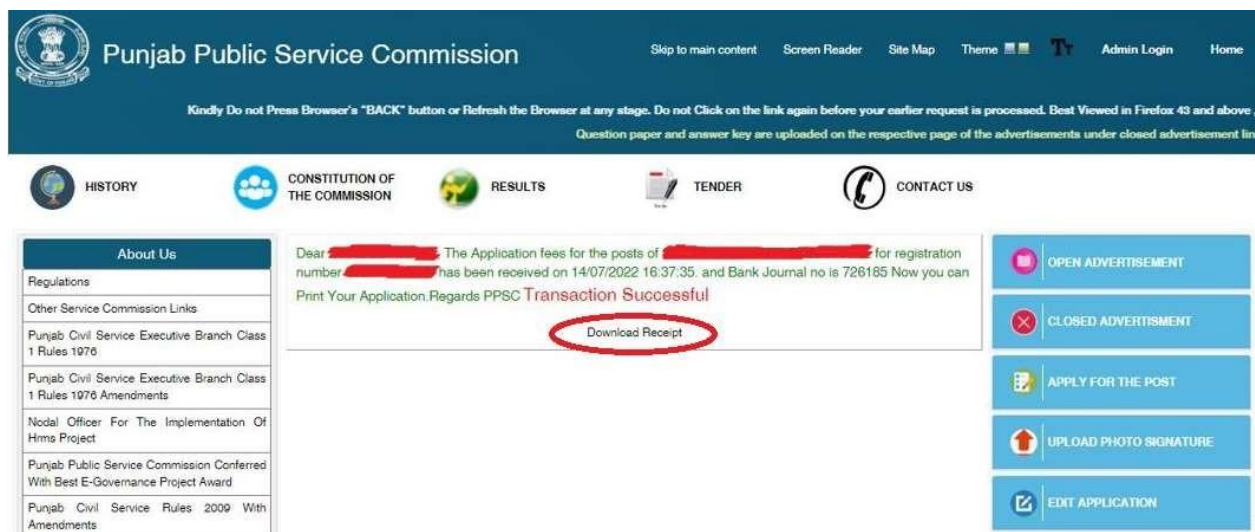 Punjab Public Service Commission
Skip to main content Screen Reader Site Map Theme Tт Admin Login Home
Kindly Do not Press Browser's "BACK" button or Refresh the Browser at any stage. Do not Click on the link again before your earlier request is processed. Best Viewed in Firefox 43 and above
Question paper and answer key are uploaded on the respective page of the advertisements under closed advertisement
HISTORY
CONSTITUTION OF
THE COMMISSION
RESULTS
TENDER
CONTACT US
About Us
Regulations
Other Service Commission Links
Punjab Civil Service Executive Branch Class
1 Rules 1976
Punjab Civil Service Executive Branch Class
1 Rules 1976 Amendments
Nodal Officer For The Implementation Of
Hrms Project
Punjab Public Service Commission Conferred
With Best E-Governance Project Award
Punjab Civil Service Rules 2009 With
Amendments
Dear The Application fees for the posts of for registration
number has been received on 14/07/2022 16:37:35. and Bank Journal no is 726185 Now you can
Print Your Application.Regards PPSC Transaction Successful
Download Receipt
OPEN ADVERTISEMENT
CLOSED ADVERTISMENT
APPLY FOR THE POST
UPLOAD PHOTO SIGNATURE
EDIT APPLICATION